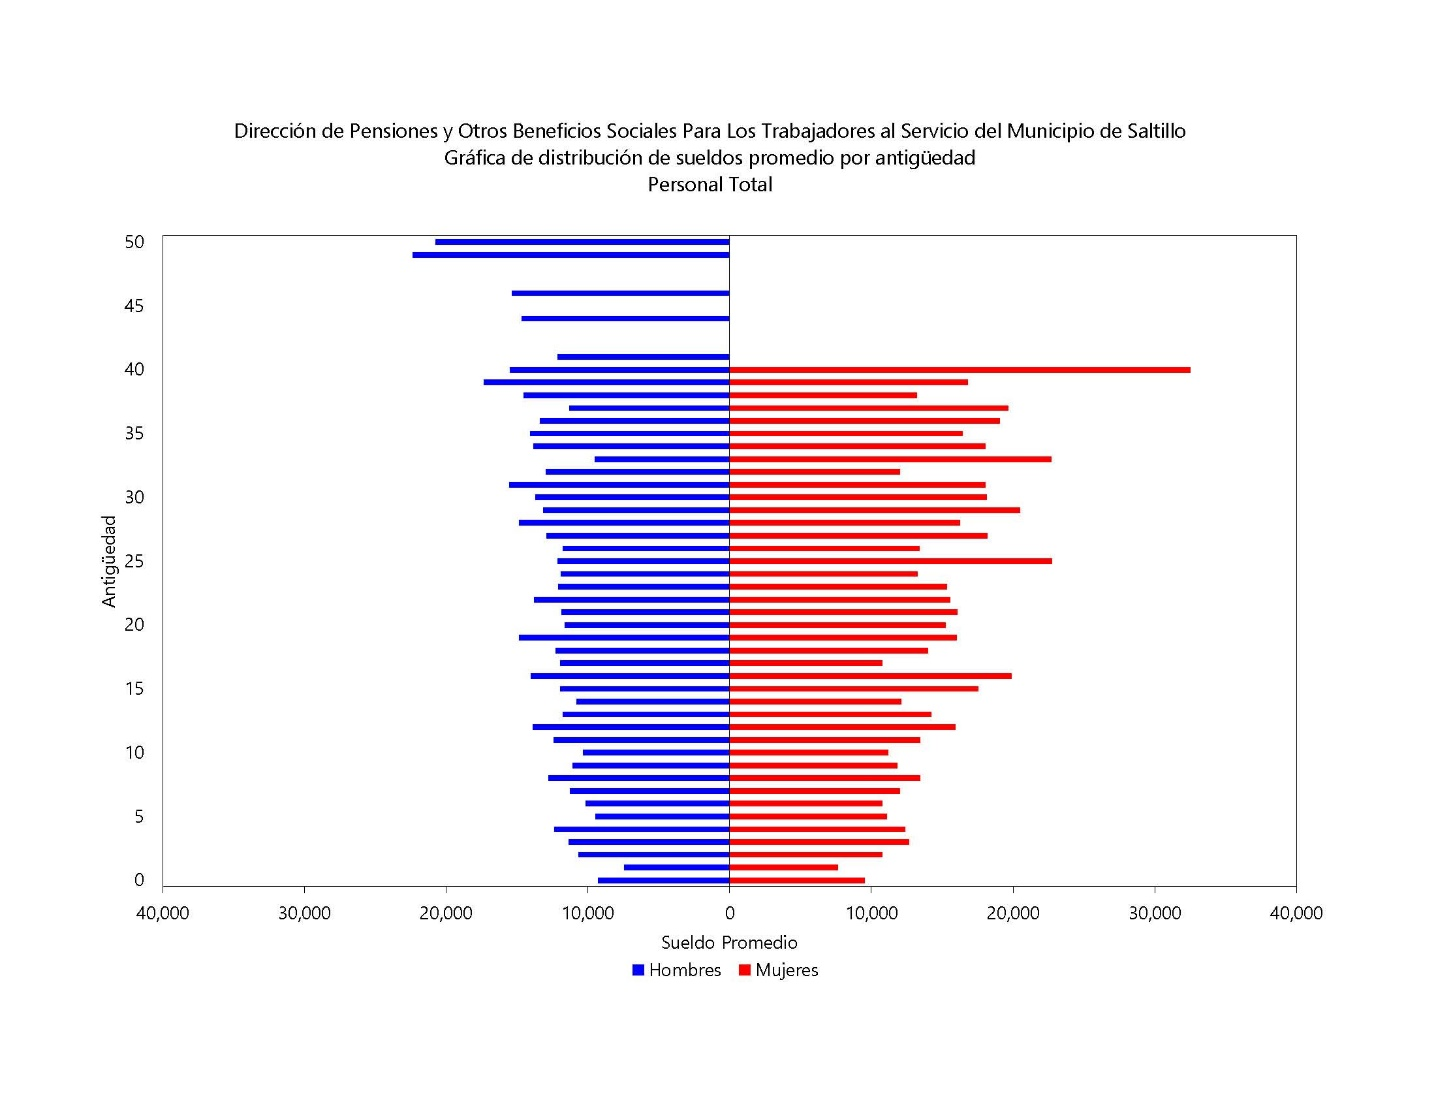 Dirección de Pensiones y Otros Beneficios Sociales Para Los Trabajadores al Servicio del Municipio de Saltillo
Gráfica de distribución de sueldos promedio por antigüedad
Personal Total
50
45
40
35
30
25
20
15
10
5
0
Antigüedad
40,000 30,000 20,000 10,000 0 10,000 20,000 30,000 40,000
Sueldo Promedio
Hombres Mujeres